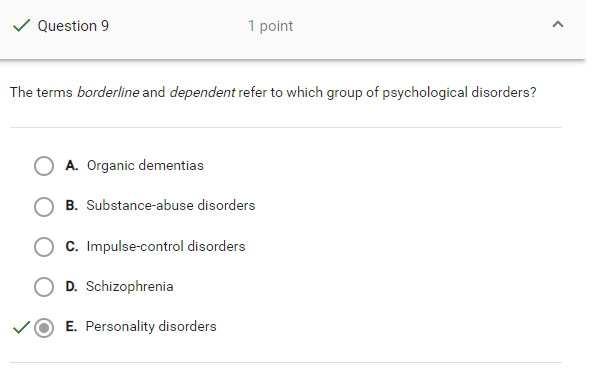 Question 9 1 point
The terms borderline and dependent refer to which group of psychological disorders?
A. Organic dementias
B. Substance-abuse disorders
C. Impulse-control disorders
D. Schizophrenia
E. Personality disorders